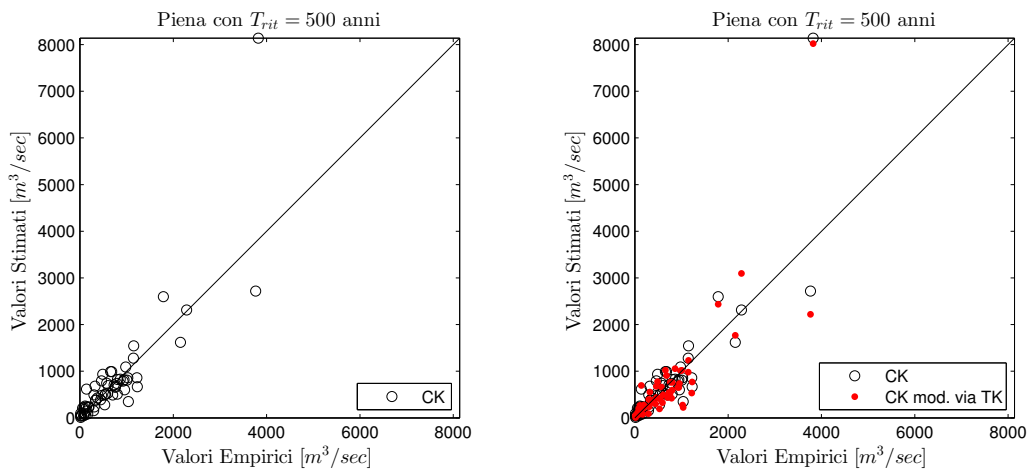 Piena con T_rit = 500 anni
8000
7000
6000
5000
4000
3000
2000
1000
0
Valori Stimati [m^3/sec]
0 2000 4000 6000 8000
Valori Empirici [m^3/sec]
CK
Piena con T_rit = 500 anni
8000
7000
6000
5000
4000
3000
2000
1000
0
Valori Stimati [m^3/sec]
0 2000 4000 6000 8000
Valori Empirici [m^3/sec]
CK
CK mod. via TK